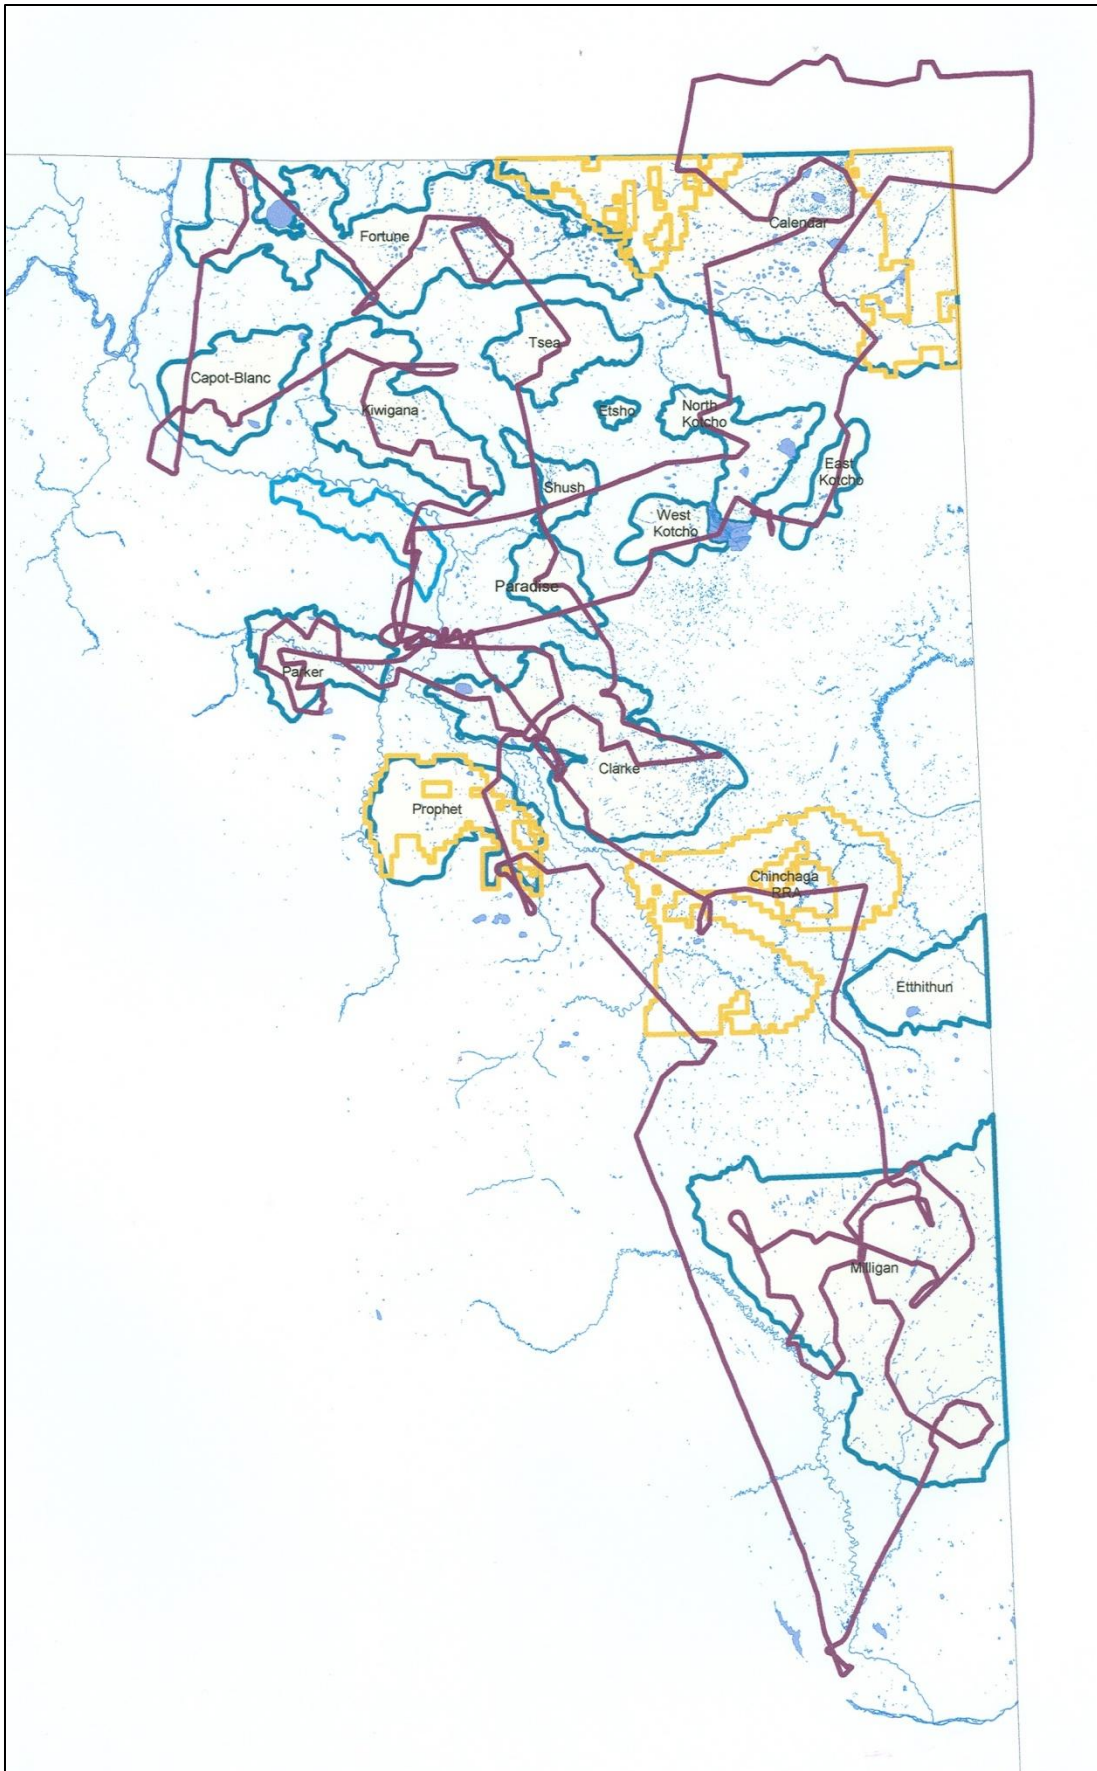 Calendar
Fortune
Tsea
Capot-Blanc
Kiwigana
Etsho
North
Kotcho
East
Kotcho
Shush
West
Kotcho
Paradise
Parker
Clarke
Prophet
Chinchaga
RRA
Etthithun
Milligan